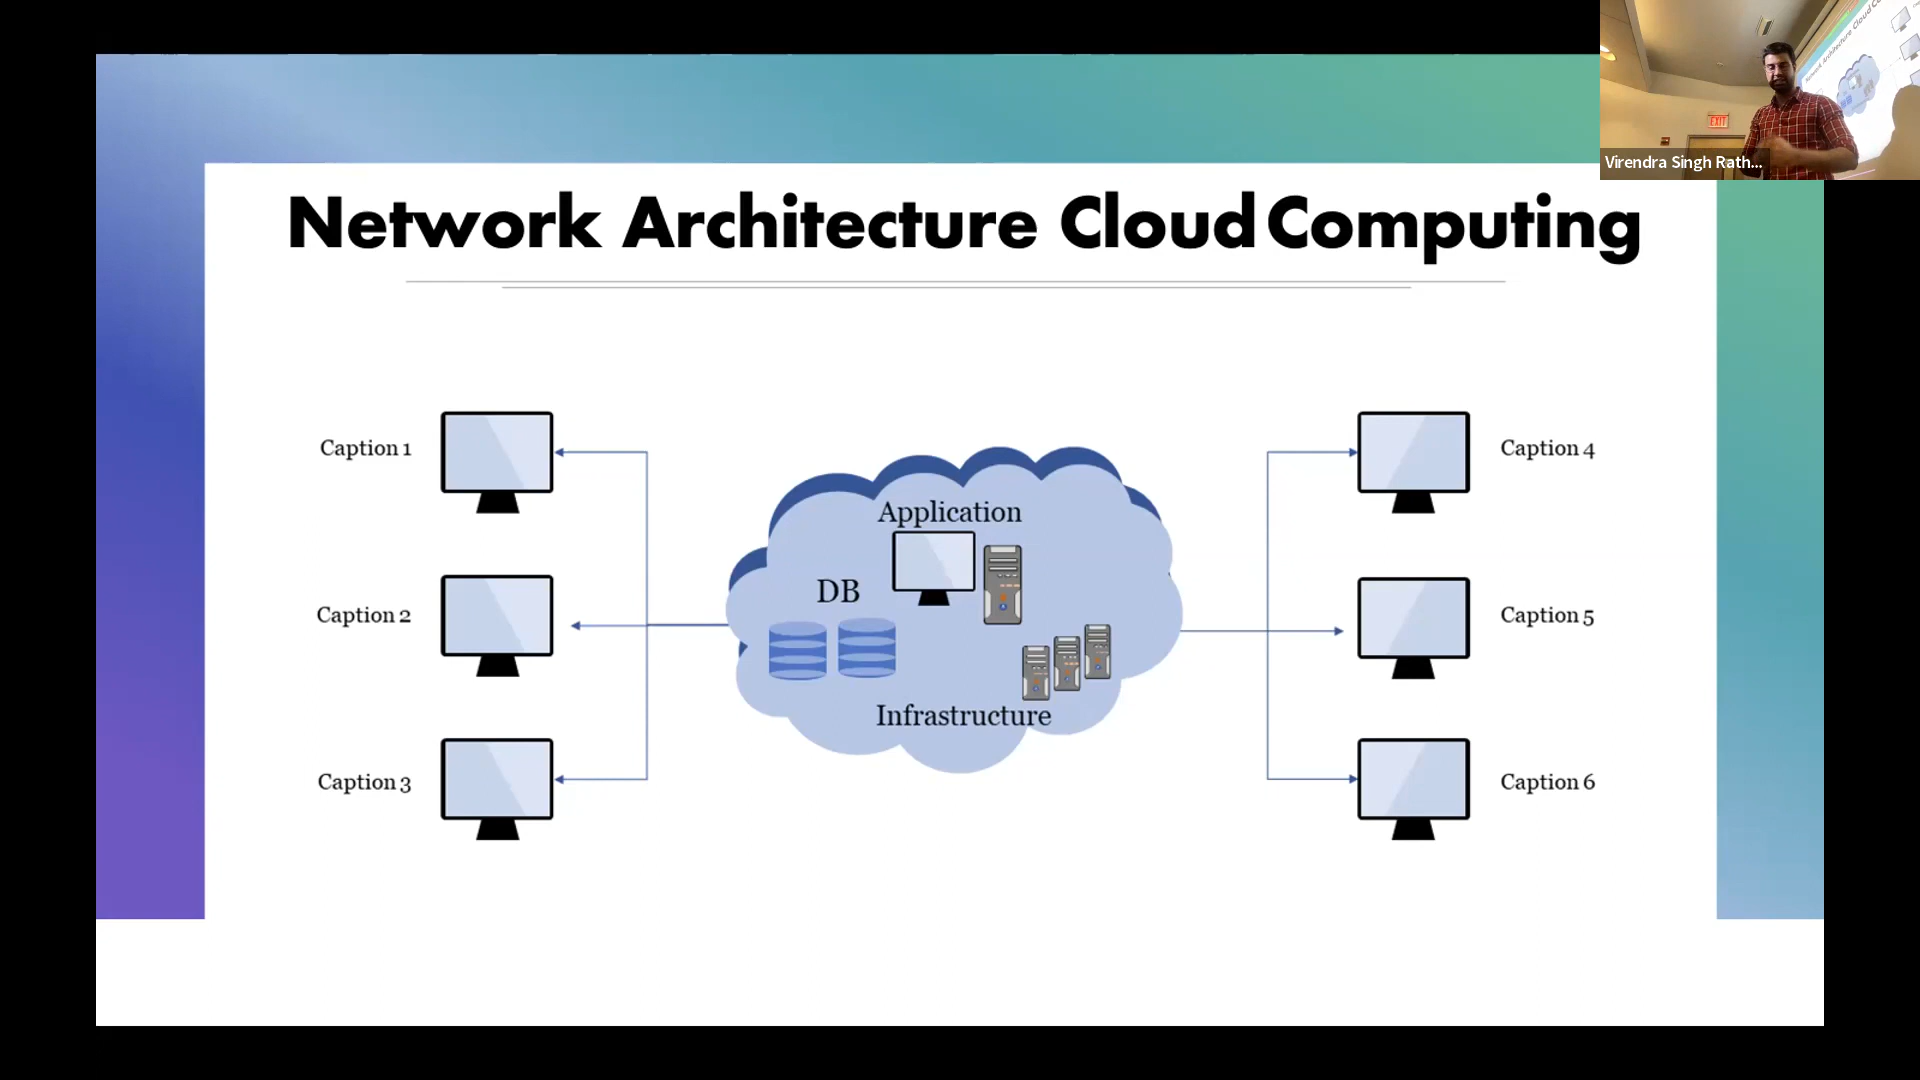 Network Architecture Cloud Computing
EXIT
Virendra Singh Rath...
Caption 1
Caption 4
Application
DB
Caption 2
Caption 5
Infrastructure
Caption 3
Caption 6